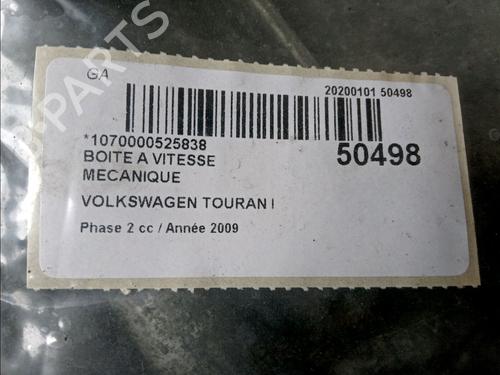 GA
20200101 50498
*1070000525838
50498
BOITE A VITESSE
MECANIQUE
VOLKSWAGEN TOURAN I
Phase 2 cc / Année 2009